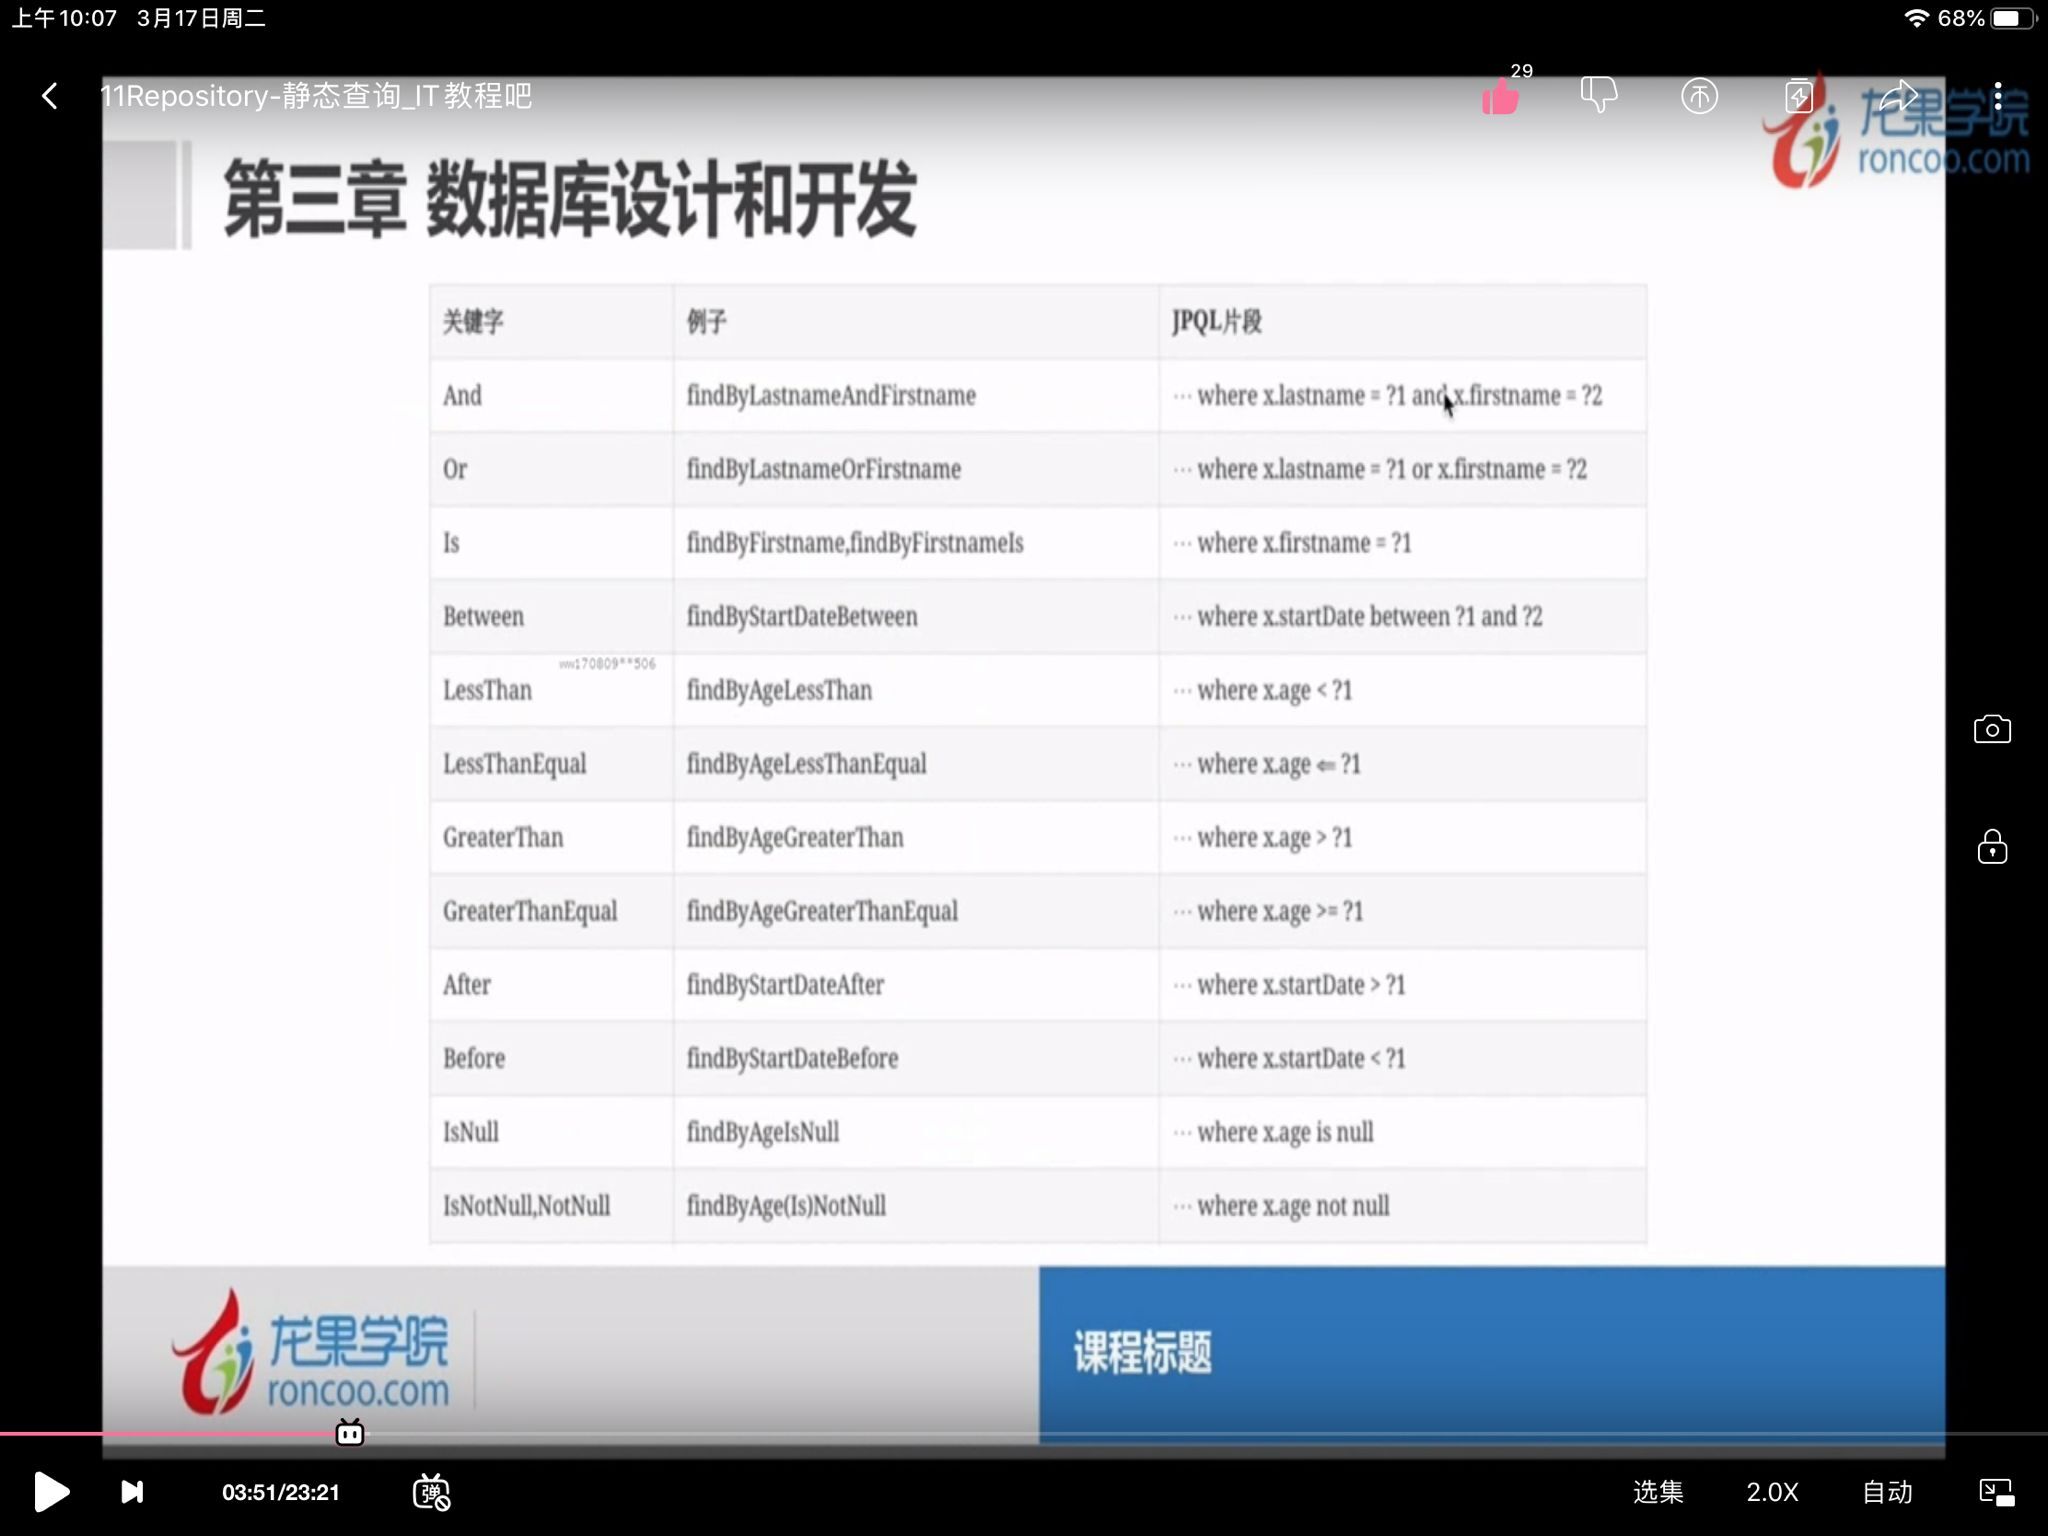 上午10:07 3月17日周二
68%
11Repository-静态查询_IT教程吧
29
龙果学院
roncoo.com
第三章 数据库设计和开发
关键字 例子 JPQL片段
And findByLastnameAndFirstname ··· where x.lastname = ?1 and x.firstname = ?2
Or findByLastnameOrFirstname ··· where x.lastname = ?1 or x.firstname = ?2
Is findByFirstname,findByFirstnameIs ··· where x.firstname = ?1
Between findByStartDateBetween ··· where x.startDate between ?1 and ?2
ww170809**506
LessThan findByAgeLessThan ··· where x.age < ?1
LessThanEqual findByAgeLessThanEqual ··· where x.age ⇐ ?1
GreaterThan findByAgeGreaterThan ··· where x.age > ?1
GreaterThanEqual findByAgeGreaterThanEqual ··· where x.age >= ?1
After findByStartDateAfter ··· where x.startDate > ?1
Before findByStartDateBefore ··· where x.startDate < ?1
IsNull findByAgeIsNull ··· where x.age is null
IsNotNull,NotNull findByAge(Is)NotNull ··· where x.age not null
龙果学院
roncoo.com
课程标题
03:51/23:21
弹
选集
2.0X
自动